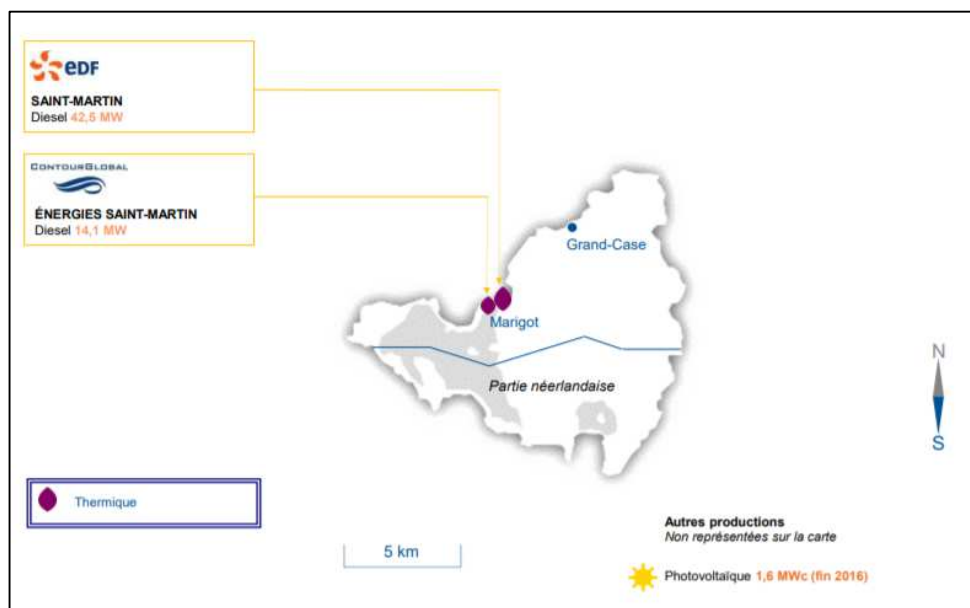 eDF
SAINT-MARTIN
Diesel 42,5 MW
CONTOURGLOBAL
ÉNERGIES SAINT-MARTIN
Diesel 14,1 MW
Grand-Case
Marigot
Partie néerlandaise
N
S
Thermique
5 km
Autres productions
Non représentées sur la carte
Photovoltaïque 1,6 MWc (fin 2016)